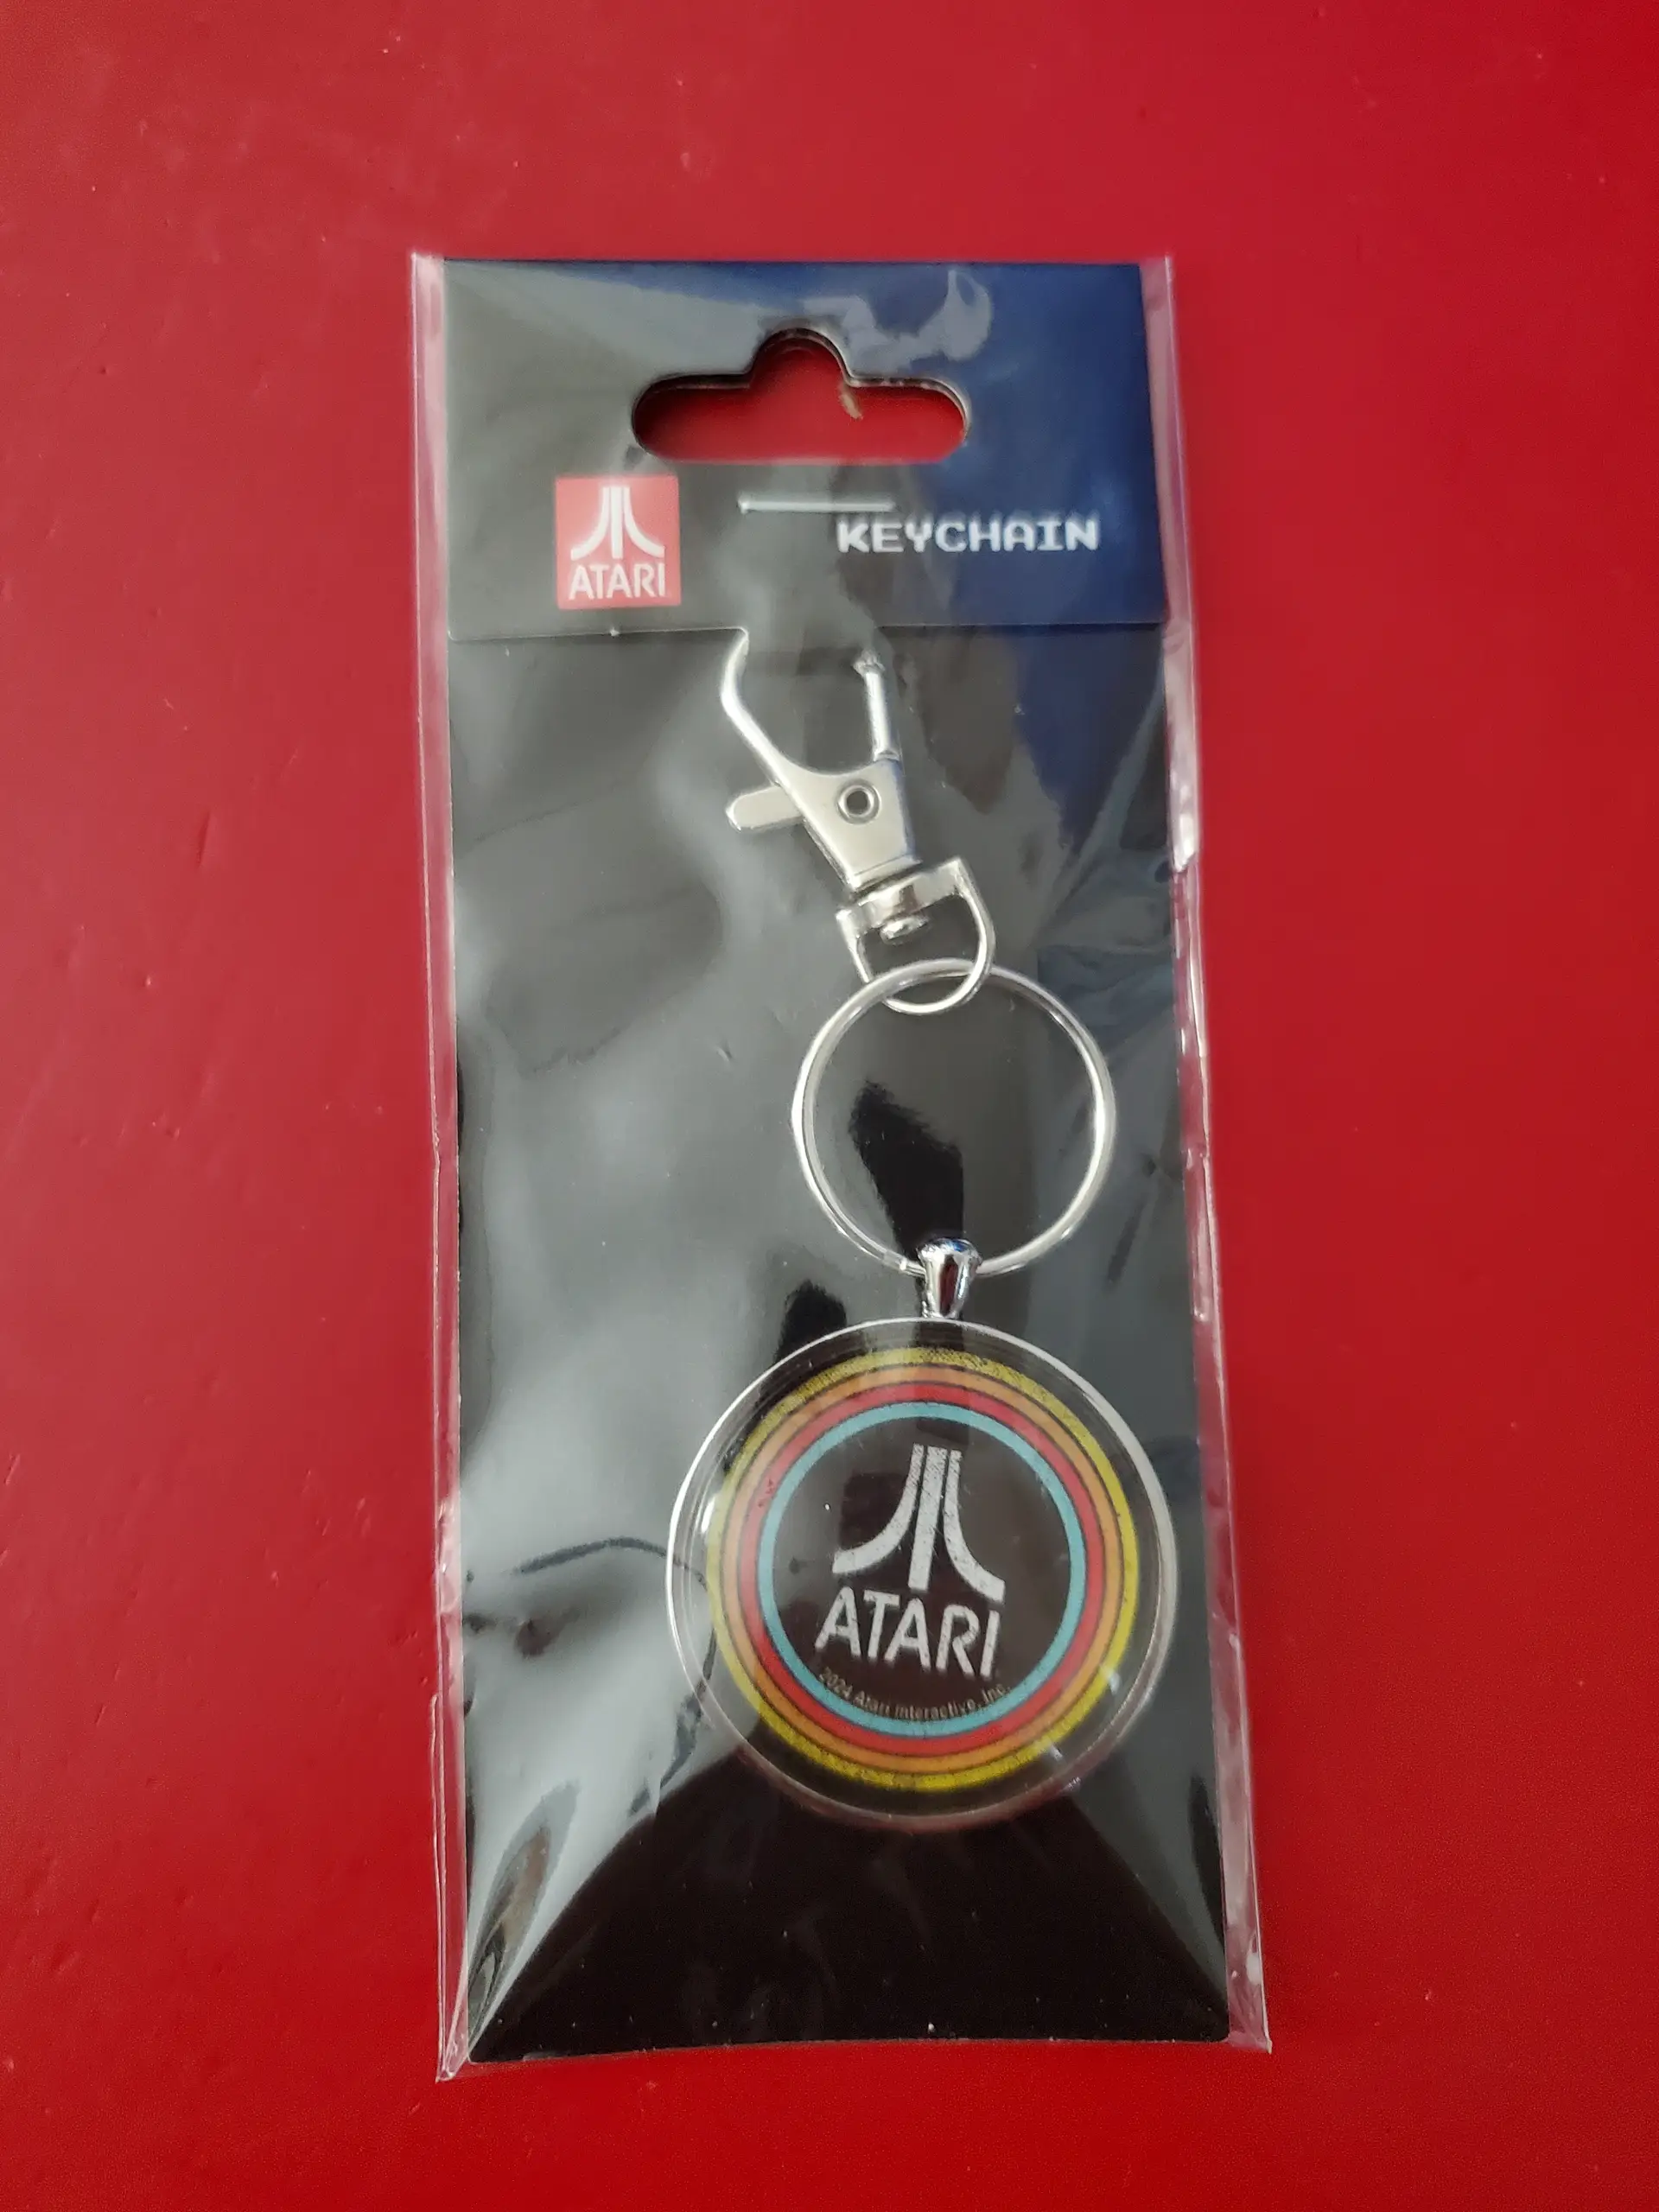 ATARI
KEYCHAIN
ATARI
2024 Atari Interactive, Inc.